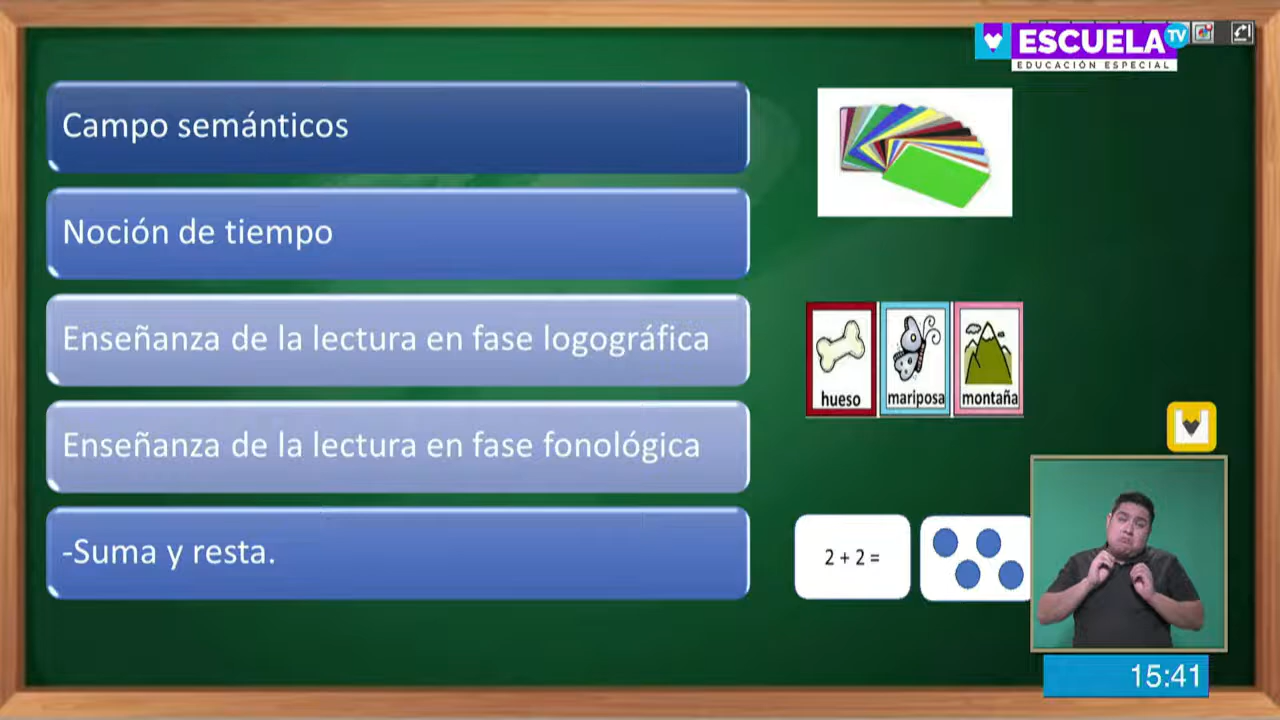 ESCUELA TV
EDUCACIÓN ESPECIAL
Campo semánticos
Noción de tiempo
Enseñanza de la lectura en fase logográfica
hueso mariposa montaña
Enseñanza de la lectura en fase fonológica
-Suma y resta.
2 + 2 =
15:41